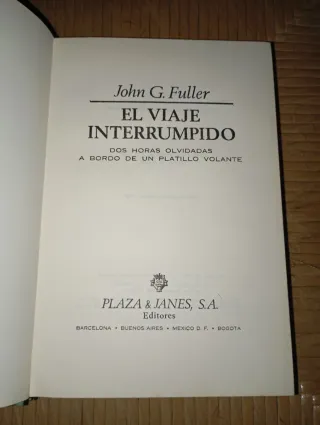 John G. Fuller
EL VIAJE
INTERRUMPIDO
DOS HORAS OLVIDADAS
A BORDO DE UN PLATILLO VOLANTE
PLAZA & JANES, S.A.
Editores
BARCELONA • BUENOS AIRES • MEXICO D. F. • BOGOTA